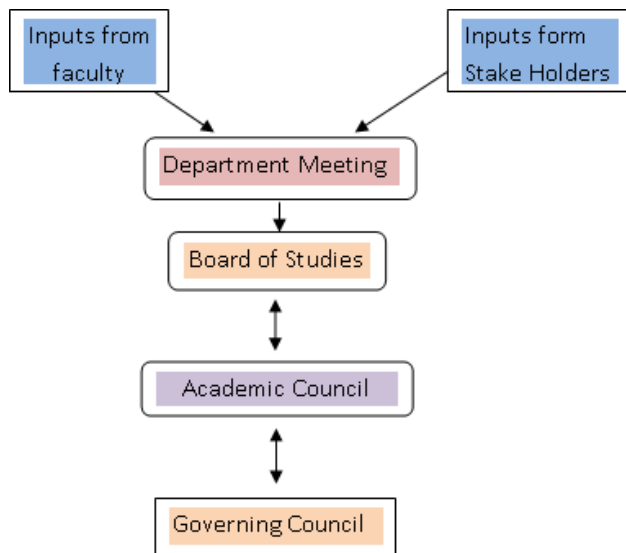 Inputs from
faculty
Inputs form
Stake Holders
Department Meeting
Board of Studies
Academic Council
Governing Council